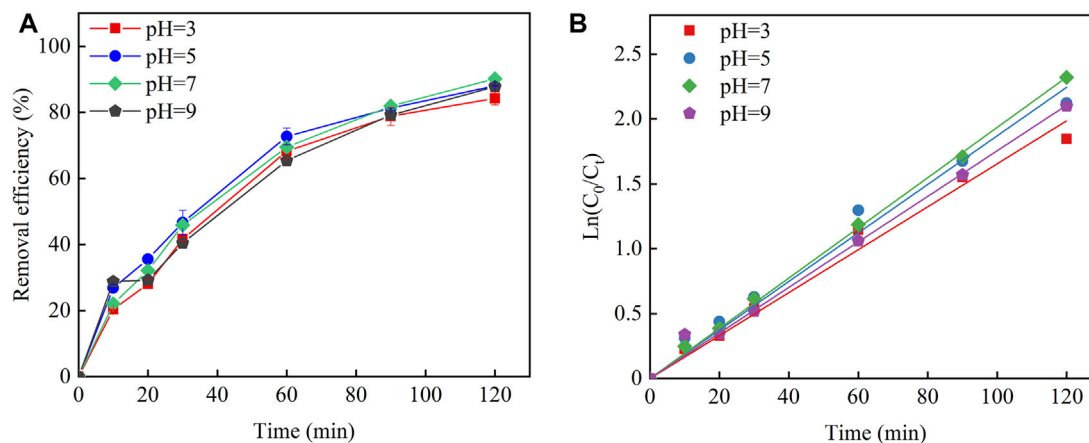 A
pH=3
pH=5
pH=7
pH=9
Removal efficiency (%)
100
80
60
40
20
0
0 20 40 60 80 100 120
Time (min)
B
pH=3
pH=5
pH=7
pH=9
Ln(C₀/Cₜ)
2.5
2.0
1.5
1.0
0.5
0.0
0 20 40 60 80 100 120
Time (min)